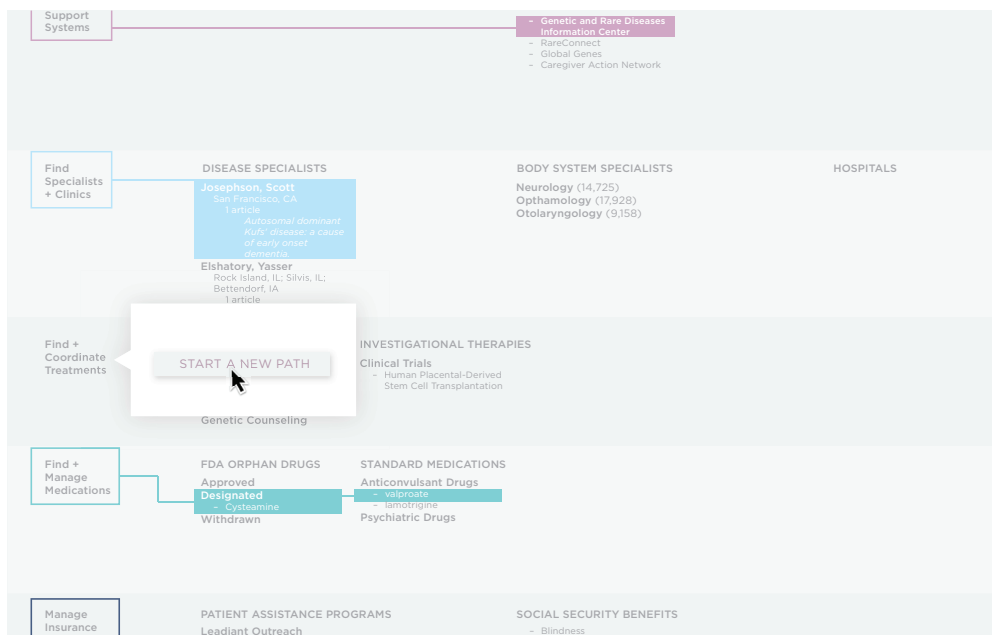 Support
Systems
– Genetic and Rare Diseases
Information Center
– RareConnect
– Global Genes
– Caregiver Action Network
Find
Specialists
+ Clinics
DISEASE SPECIALISTS
Josephson, Scott
San Francisco, CA
1 article
Autosomal dominant
Kufs' disease: a cause
of early onset
dementia.
Elshatory, Yasser
Rock Island, IL; Silvis, IL;
Bettendorf, IA
1 article
BODY SYSTEM SPECIALISTS
Neurology (14,725)
Opthamology (17,928)
Otolaryngology (9,158)
HOSPITALS
Find +
Coordinate
Treatments
START A NEW PATH
Genetic Counseling
INVESTIGATIONAL THERAPIES
Clinical Trials
– Human Placental-Derived
Stem Cell Transplantation
Find +
Manage
Medications
FDA ORPHAN DRUGS
Approved
Designated
– Cysteamine
Withdrawn
STANDARD MEDICATIONS
Anticonvulsant Drugs
– valproate
– lamotrigine
Psychiatric Drugs
Manage
Insurance
PATIENT ASSISTANCE PROGRAMS
Leadiant Outreach
SOCIAL SECURITY BENEFITS
– Blindness